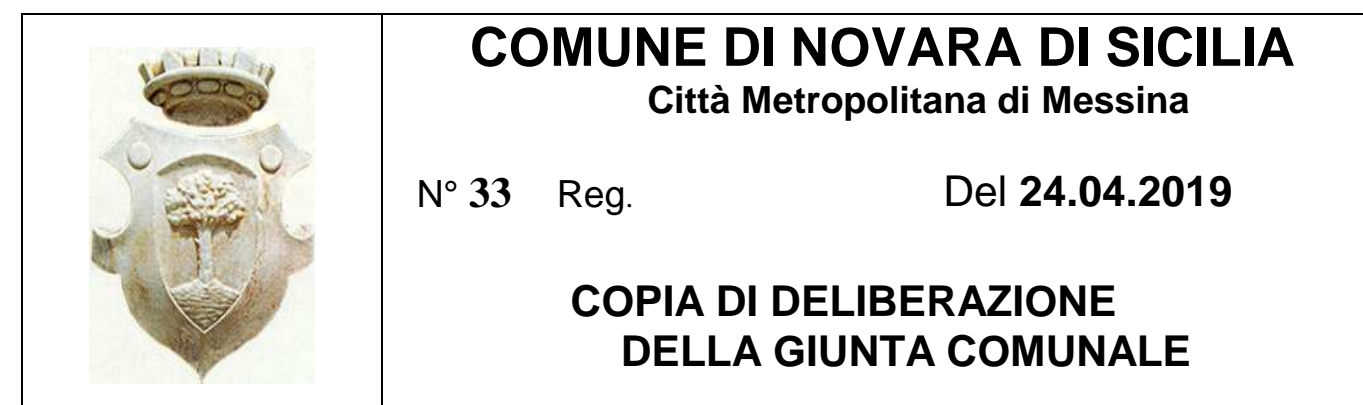 COMUNE DI NOVARA DI SICILIA
Città Metropolitana di Messina
N° 33 Reg. Del 24.04.2019
COPIA DI DELIBERAZIONE
DELLA GIUNTA COMUNALE